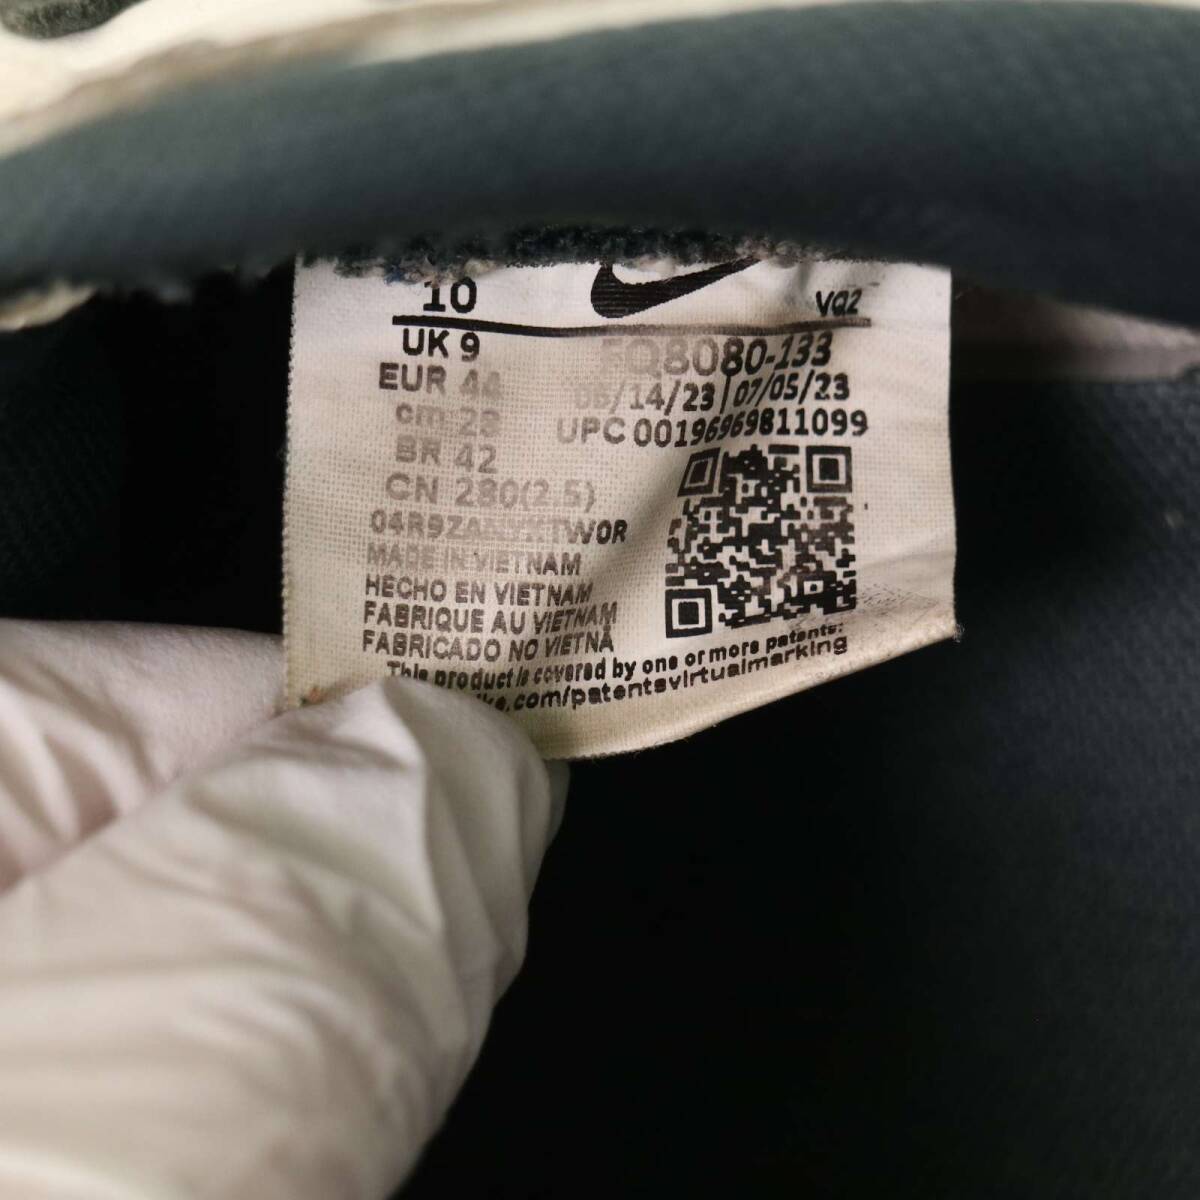 10
VQ2
UK 9
FQ8080-133
EUR 44
05/14/23 07/05/23
cm 28
UPC 00196969811099
BR 42
CN 280(2.5)
MADE IN VIETNAM
HECHO EN VIETNAM
FABRIQUE AU VIETNAM
FABRICADO NO VIETNÃ
This product is covered by one or more patents:
.com/patentsvirtualmarking